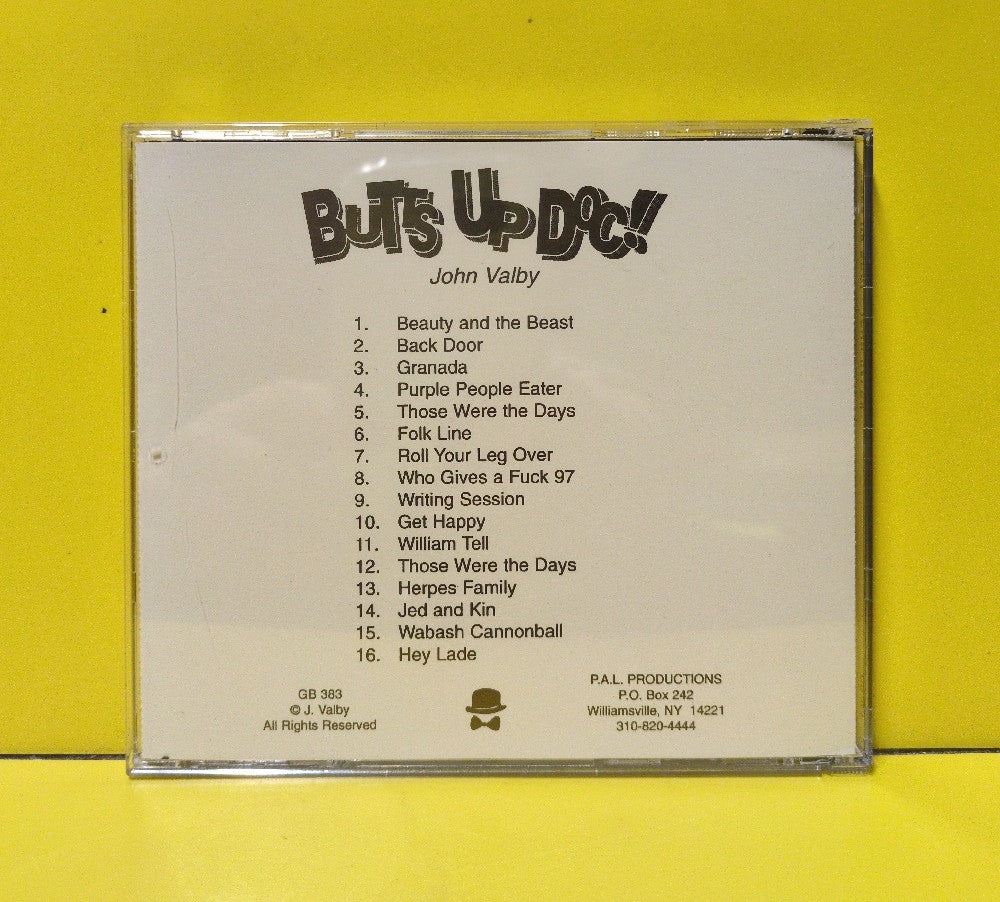 BUTTS UP DOC!!
John Valby
1. Beauty and the Beast
2. Back Door
3. Granada
4. Purple People Eater
5. Those Were the Days
6. Folk Line
7. Roll Your Leg Over
8. Who Gives a Fuck 97
9. Writing Session
10. Get Happy
11. William Tell
12. Those Were the Days
13. Herpes Family
14. Jed and Kin
15. Wabash Cannonball
16. Hey Lade
GB 383
© J. Valby
All Rights Reserved
P.A.L. PRODUCTIONS
P.O. Box 242
Williamsville, NY 14221
310-820-4444